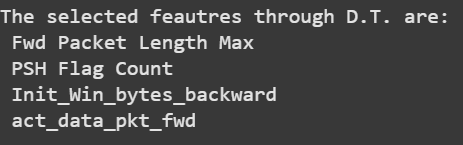 The selected feautres through D.T. are:
Fwd Packet Length Max
PSH Flag Count
Init_Win_bytes_backward
act_data_pkt_fwd